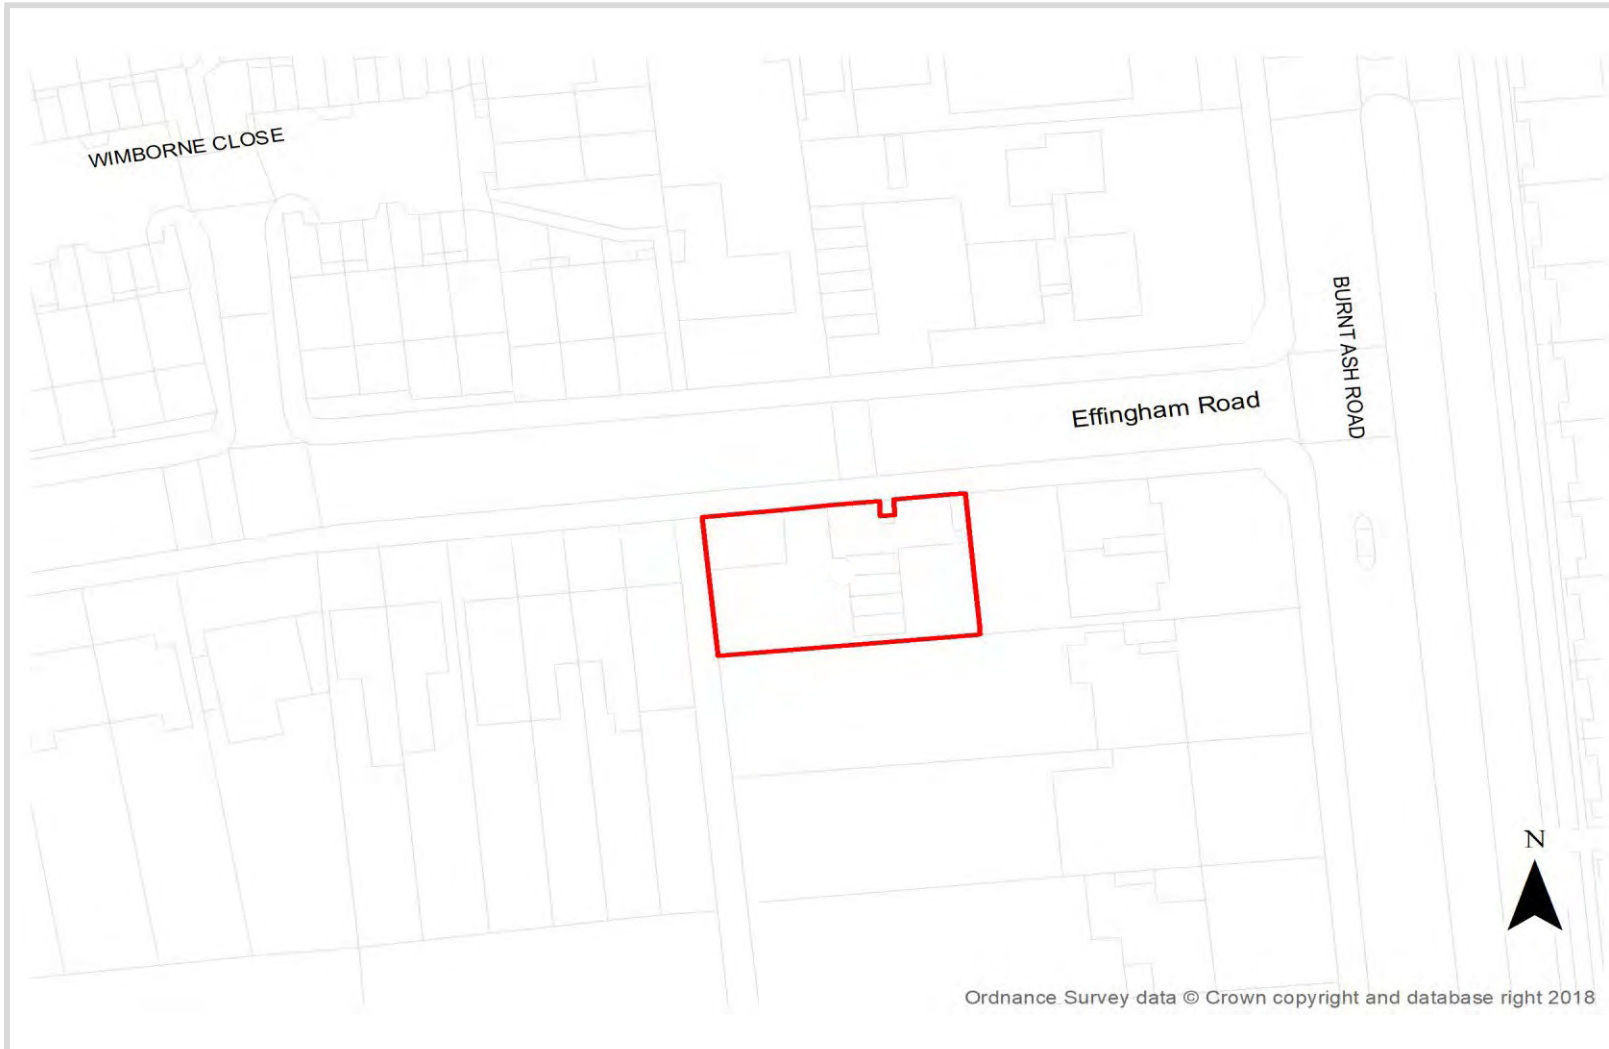 WIMBORNE CLOSE
BURNT ASH ROAD
Effingham Road
N
Ordnance Survey data © Crown copyright and database right 2018